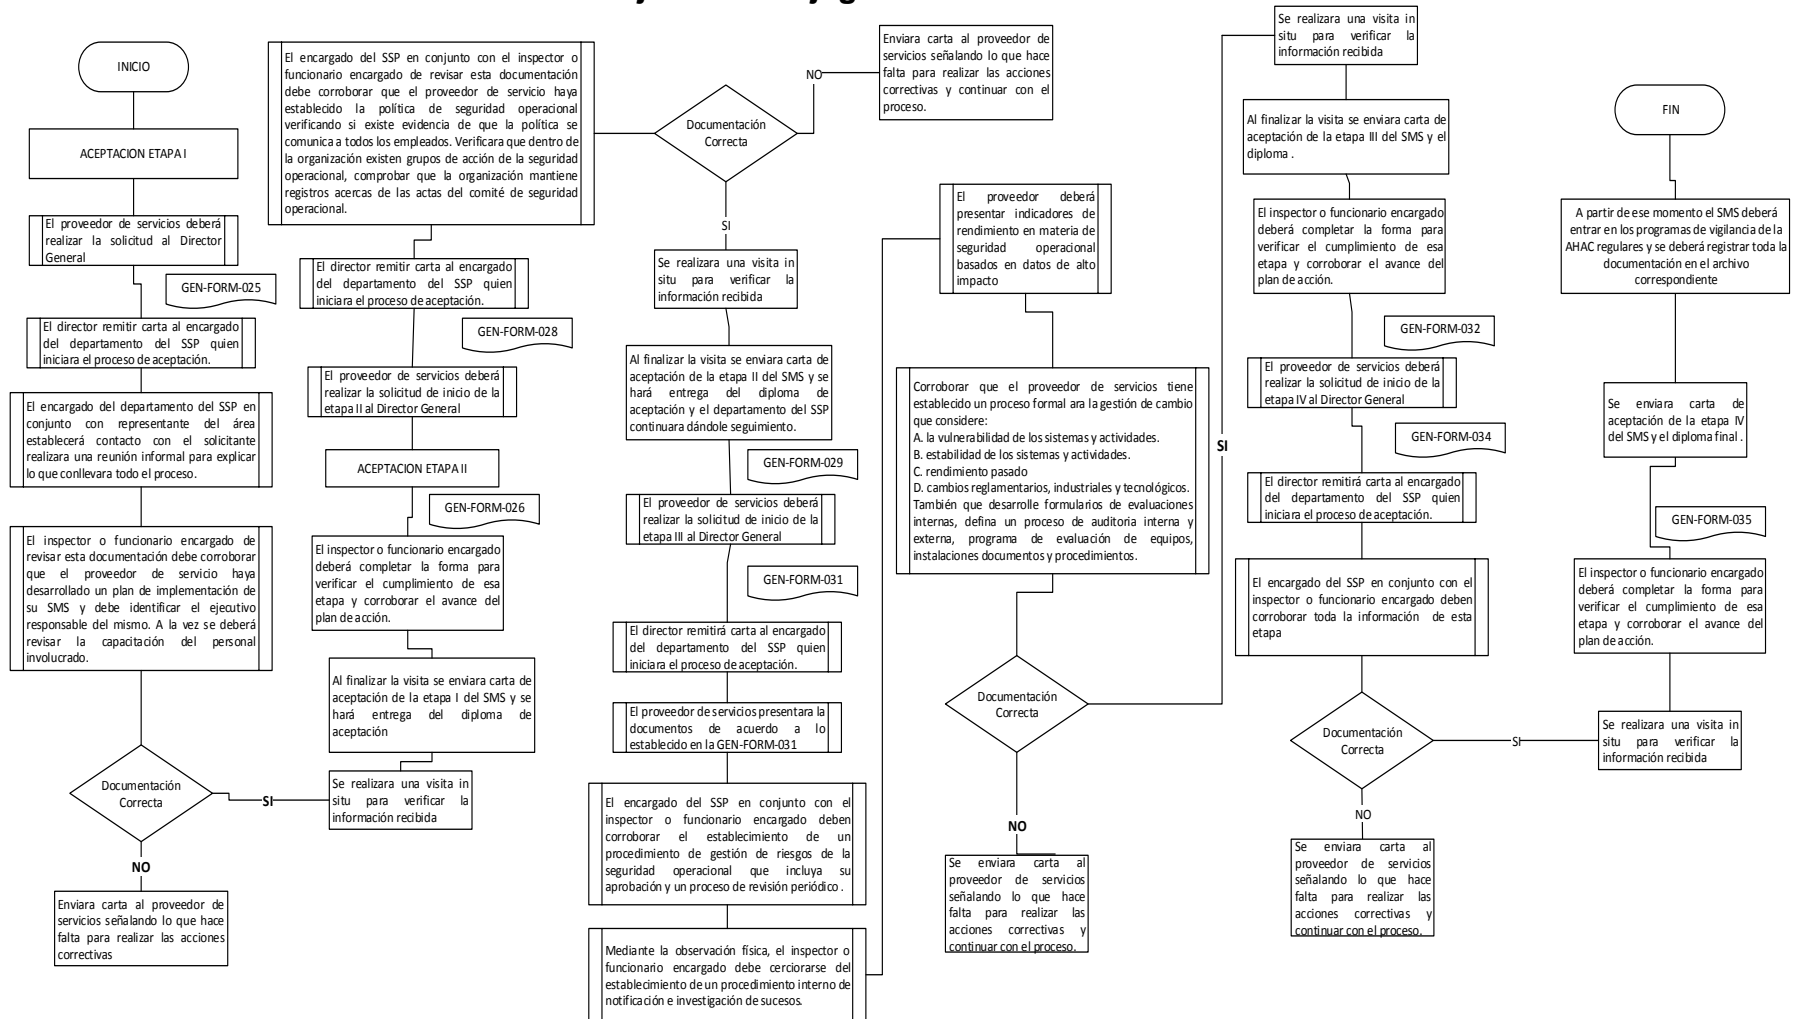 INICIO
ACEPTACION ETAPA I
El proveedor de servicios deberá
realizar la solicitud al Director
General
GEN-FORM-025
El director remitir carta al encargado
del departamento del SSP quien
iniciara el proceso de aceptación.
El encargado del departamento del SSP en
conjunto con representante del área
establecerá contacto con el solicitante
realizara una reunión informal para explicar
lo que conllevara todo el proceso.
El inspector o funcionario encargado de
revisar esta documentación debe corroborar
que el proveedor de servicio haya
desarrollado un plan de implementación de
su SMS y debe identificar el ejecutivo
responsable del mismo. A la vez se deberá
revisar la capacitación del personal
involucrado.
Documentación
Correcta
SI
NO
Enviara carta al proveedor de
servicios señalando lo que hace
falta para realizar las acciones
correctivas
Se realizara una visita in
situ para verificar la
información recibida
Al finalizar la visita se enviara carta de
aceptación de la etapa I del SMS y se
hará entrega del diploma de
aceptación
El inspector o funcionario encargado
deberá completar la forma para
verificar el cumplimiento de esa
etapa y corroborar el avance del
plan de acción.
GEN-FORM-026
ACEPTACION ETAPA II
El proveedor de servicios deberá
realizar la solicitud de inicio de la
etapa II al Director General
GEN-FORM-028
El director remitir carta al encargado
del departamento del SSP quien
iniciara el proceso de aceptación.
El encargado del SSP en conjunto con el inspector o
funcionario encargado de revisar esta documentación
debe corroborar que el proveedor de servicio haya
establecido la política de seguridad operacional
verificando si existe evidencia de que la política se
comunica a todos los empleados. Verificara que dentro de
la organización existen grupos de acción de la seguridad
operacional, comprobar que la organización mantiene
registros acercas de las actas del comité de seguridad
operacional.
Documentación
Correcta
NO
Enviara carta al proveedor de
servicios señalando lo que hace
falta para realizar las acciones
correctivas y continuar con el
proceso.
SI
Se realizara una visita in
situ para verificar la
información recibida
Al finalizar la visita se enviara carta de
aceptación de la etapa II del SMS y se
hará entrega del diploma de
aceptación y el departamento del SSP
continuara dándole seguimiento.
GEN-FORM-029
El proveedor de servicios deberá
realizar la solicitud de inicio de la
etapa III al Director General
GEN-FORM-031
El director remitirá carta al encargado
del departamento del SSP quien
iniciara el proceso de aceptación.
El proveedor de servicios presentara la
documentos de acuerdo a lo
establecido en la GEN-FORM-031
El encargado del SSP en conjunto con el
inspector o funcionario encargado deben
corroborar el establecimiento de un
procedimiento de gestión de riesgos de la
seguridad operacional que incluya su
aprobación y un proceso de revisión periódico .
Mediante la observación física, el inspector o
funcionario encargado debe cerciorarse del
establecimiento de un procedimiento interno de
notificación e investigación de sucesos.
El proveedor deberá
presentar indicadores de
rendimiento en materia de
seguridad operacional
basados en datos de alto
impacto
Corroborar que el proveedor de servicios tiene
establecido un proceso formal ara la gestión de cambio
que considere:
A. la vulnerabilidad de los sistemas y actividades.
B. estabilidad de los sistemas y actividades.
C. rendimiento pasado
D. cambios reglamentarios, industriales y tecnológicos.
También que desarrolle formularios de evaluaciones
internas, defina un proceso de auditoria interna y
externa, programa de evaluación de equipos,
instalaciones documentos y procedimientos.
Documentación
Correcta
NO
Se enviara carta al
proveedor de servicios
señalando lo que hace
falta para realizar las
acciones correctivas y
continuar con el proceso.
SI
Se realizara una visita in
situ para verificar la
información recibida
Al finalizar la visita se enviara carta de
aceptación de la etapa III del SMS y el
diploma .
El inspector o funcionario encargado
deberá completar la forma para
verificar el cumplimiento de esa
etapa y corroborar el avance del
plan de acción.
GEN-FORM-032
El proveedor de servicios deberá
realizar la solicitud de inicio de la
etapa IV al Director General
GEN-FORM-034
El director remitirá carta al encargado
del departamento del SSP quien
iniciara el proceso de aceptación.
El encargado del SSP en conjunto con el
inspector o funcionario encargado deben
corroborar toda la información de esta
etapa
Documentación
Correcta
NO
Se enviara carta al
proveedor de servicios
señalando lo que hace
falta para realizar las
acciones correctivas y
continuar con el proceso.
SI
Se realizara una visita in
situ para verificar la
información recibida
El inspector o funcionario encargado
deberá completar la forma para
verificar el cumplimiento de esa
etapa y corroborar el avance del
plan de acción.
GEN-FORM-035
Se enviara carta de
aceptación de la etapa IV
del SMS y el diploma final .
A partir de ese momento el SMS deberá
entrar en los programas de vigilancia de la
AHAC regulares y se deberá registrar toda la
documentación en el archivo
correspondiente
FIN